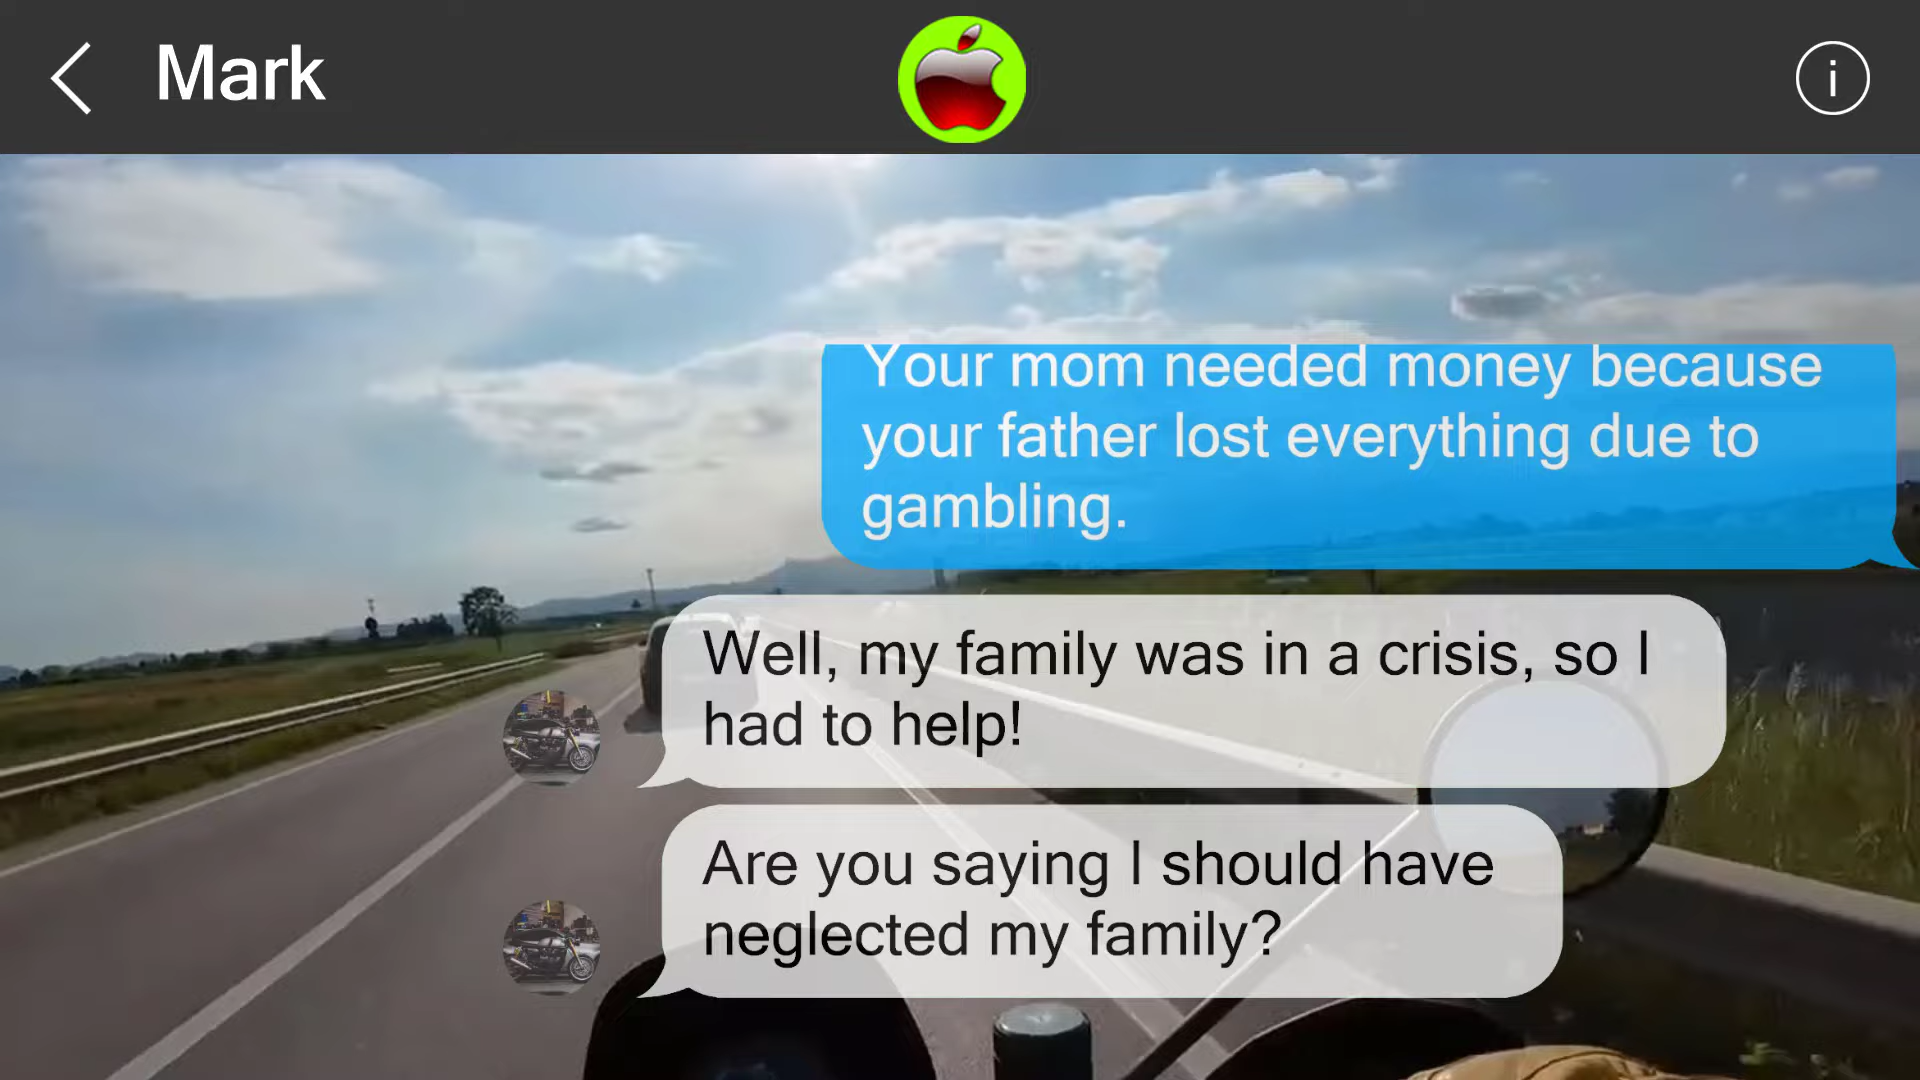 Mark
i
Your mom needed money because
your father lost everything due to
gambling.
Well, my family was in a crisis, so I
had to help!
Are you saying I should have
neglected my family?